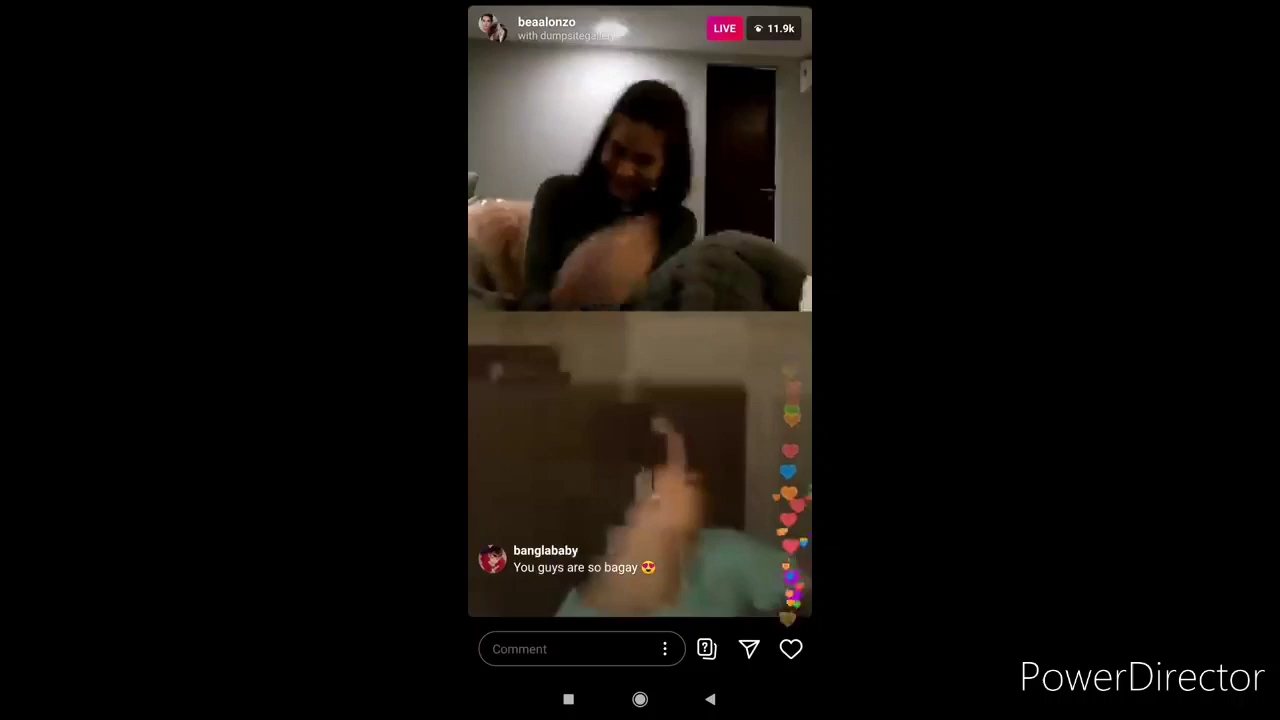 beaalonzo
with dumpsitegallery
LIVE
11.9k
banglababy
You guys are so bagay 😍
Comment
PowerDirector